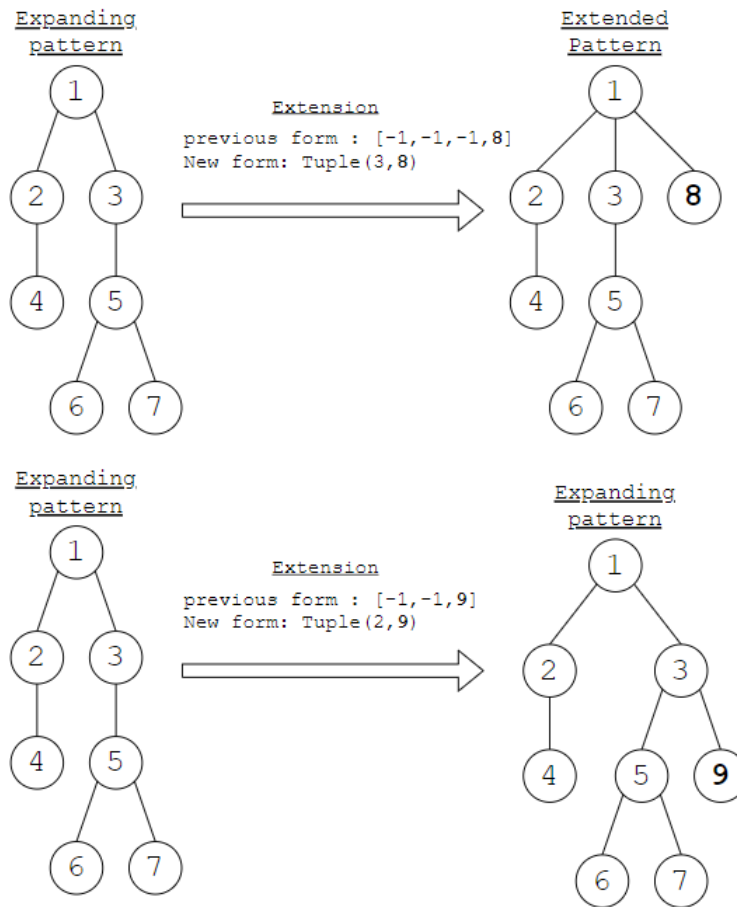 Expanding
pattern
Extended
Pattern
1
2
3
4
5
6
7
Extension
previous form : [-1,-1,-1,8]
New form: Tuple(3,8)
1
2
3
8
4
5
6
7
Expanding
pattern
Expanding
pattern
1
2
3
4
5
6
7
Extension
previous form : [-1,-1,9]
New form: Tuple(2,9)
1
2
3
4
5
9
6
7